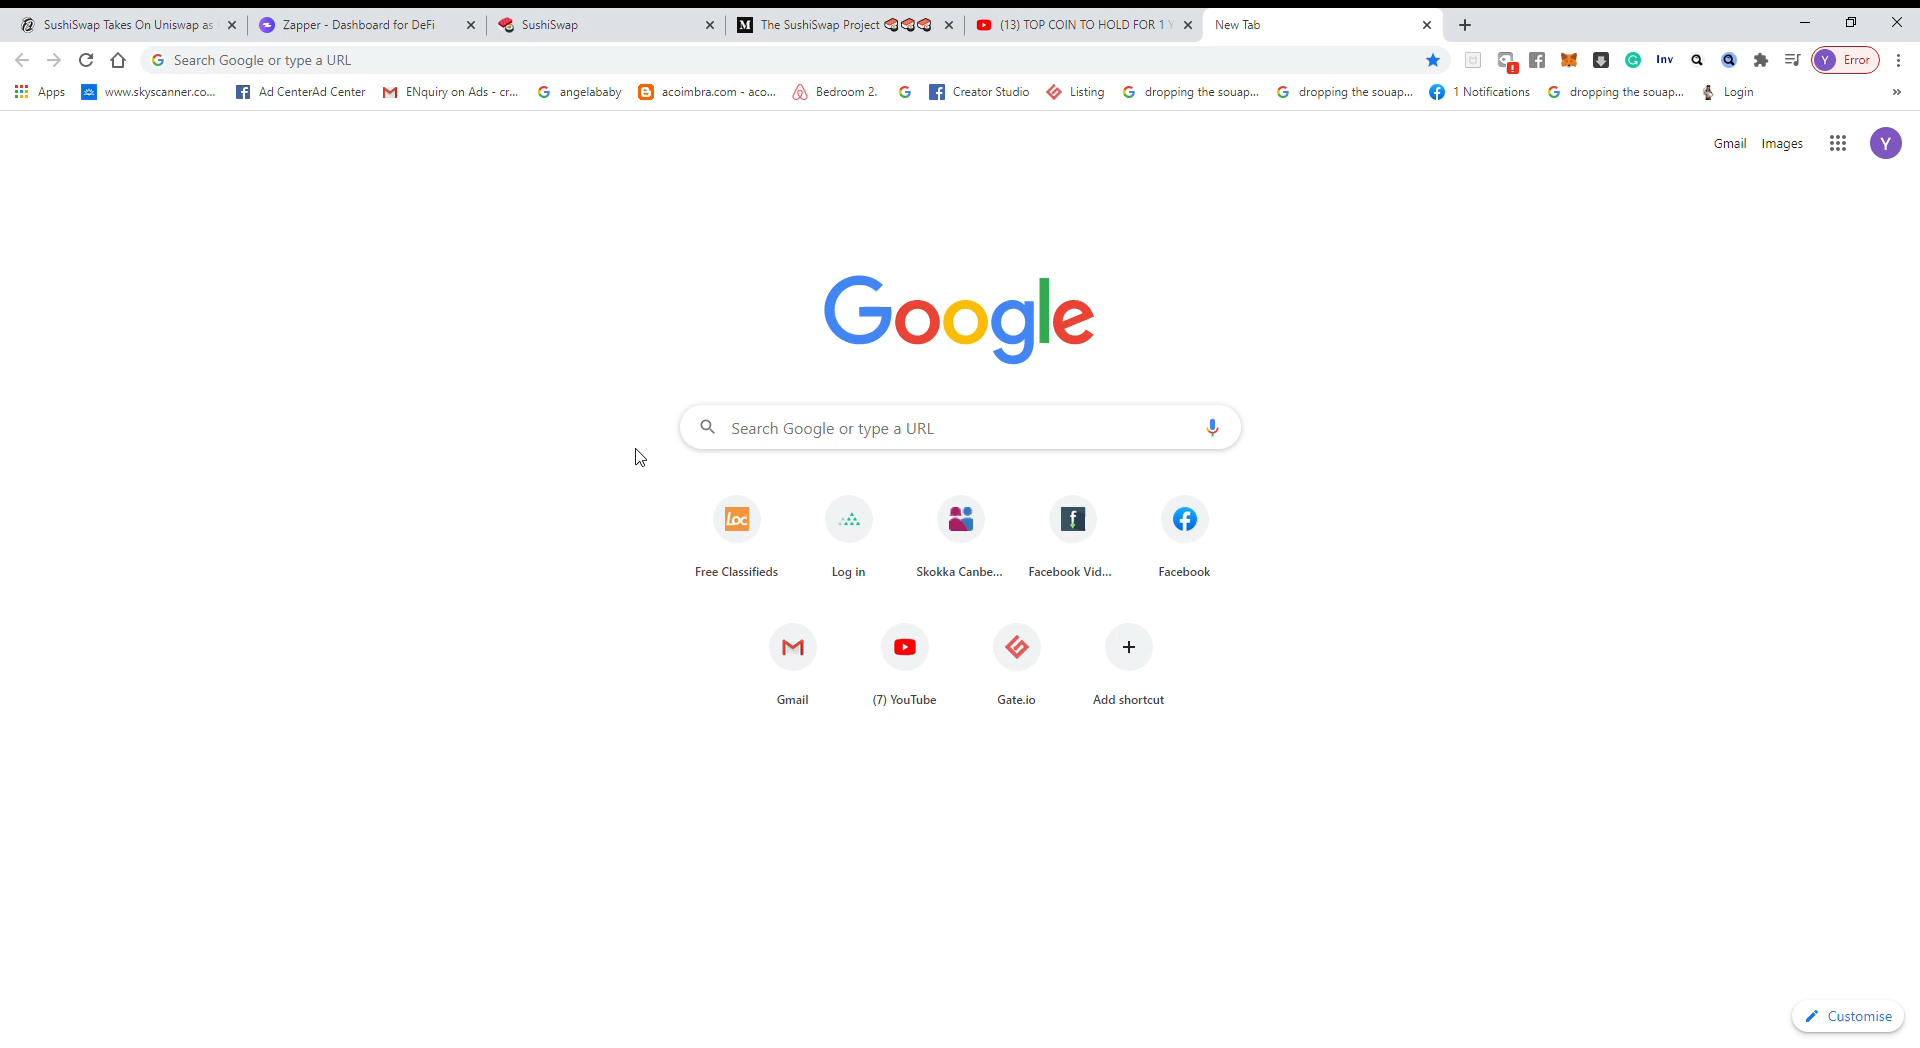 SushiSwap Takes On Uniswap as
Zapper - Dashboard for DeFi
SushiSwap
M The SushiSwap Project 🍣🍣🍣
(13) TOP COIN TO HOLD FOR 1 Y
New Tab
Search Google or type a URL
Inv
Y Error
Apps
www.skyscanner.co...
Ad CenterAd Center
ENquiry on Ads - cr...
angelababy
acoimbra.com - aco...
Bedroom 2.
Creator Studio
Listing
dropping the souap...
dropping the souap...
1 Notifications
dropping the souap...
Login
»
Gmail
Images
Y
Google
Search Google or type a URL
Loc
Free Classifieds
Log in
Skokka Canbe...
Facebook Vid...
Facebook
Gmail
(7) YouTube
Gate.io
Add shortcut
Customise